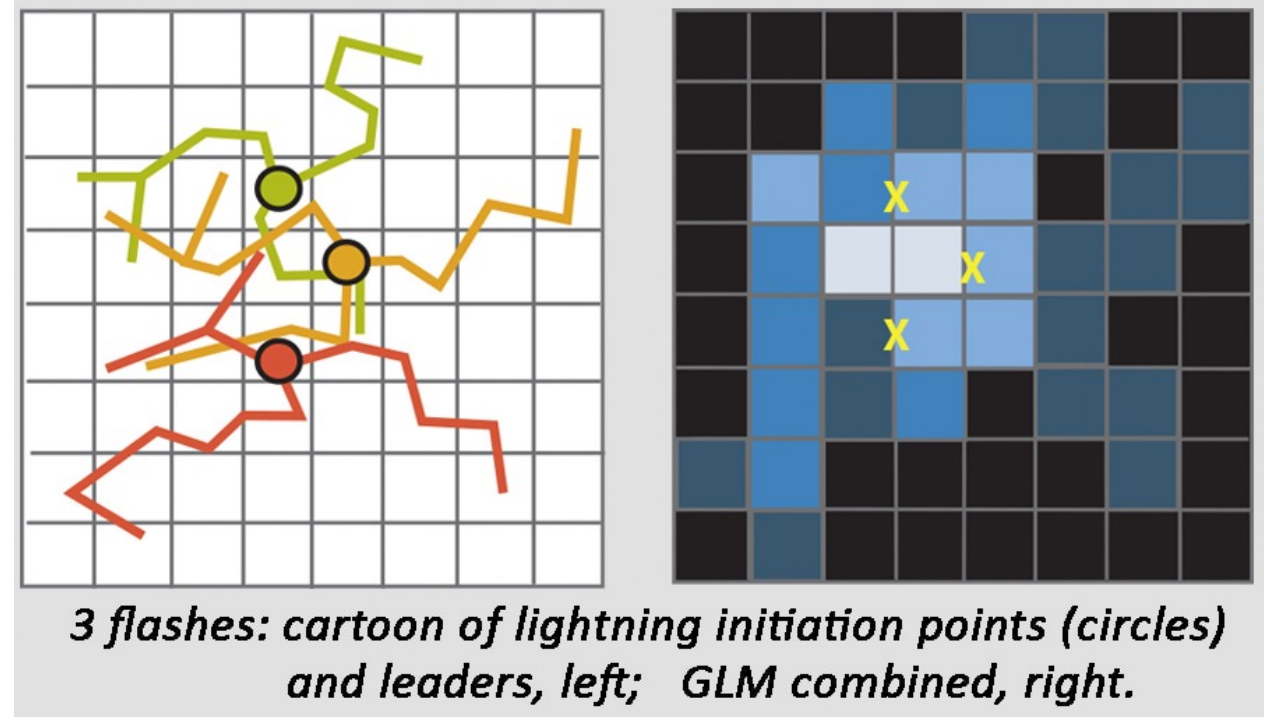 X
X
X
3 flashes: cartoon of lightning initiation points (circles)
and leaders, left; GLM combined, right.